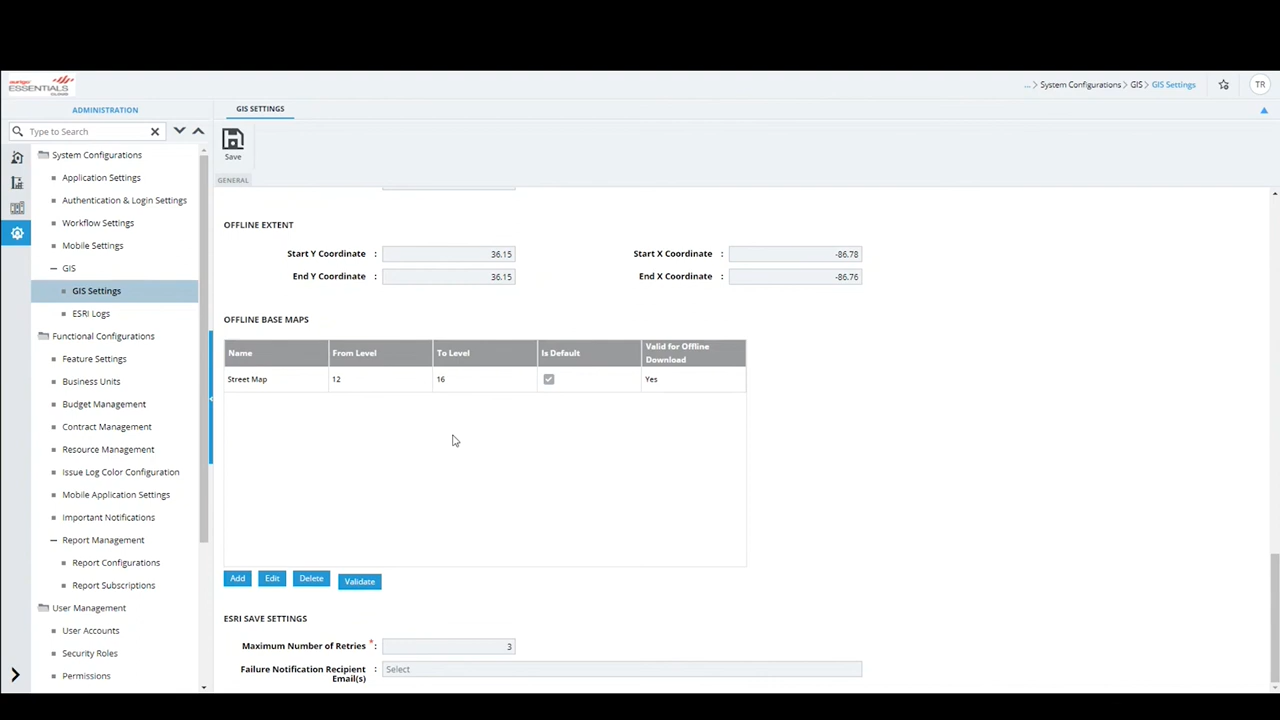 aurigo
ESSENTIALS
... > System Configurations > GIS > GIS Settings
TR
ADMINISTRATION
GIS SETTINGS
Type to Search
Save
GENERAL
System Configurations
Application Settings
Authentication & Login Settings
Workflow Settings
Mobile Settings
GIS
GIS Settings
ESRI Logs
Functional Configurations
Feature Settings
Business Units
Budget Management
Contract Management
Resource Management
Issue Log Color Configuration
Mobile Application Settings
Important Notifications
Report Management
Report Configurations
Report Subscriptions
User Management
User Accounts
Security Roles
Permissions
OFFLINE EXTENT
Start Y Coordinate : 36.15 Start X Coordinate : -86.78
End Y Coordinate : 36.15 End X Coordinate : -86.76
OFFLINE BASE MAPS
Name From Level To Level Is Default Valid for Offline
Download
Street Map 12 16 Yes
Add Edit Delete Validate
ESRI SAVE SETTINGS
Maximum Number of Retries * : 3
Failure Notification Recipient : Select
Email(s)